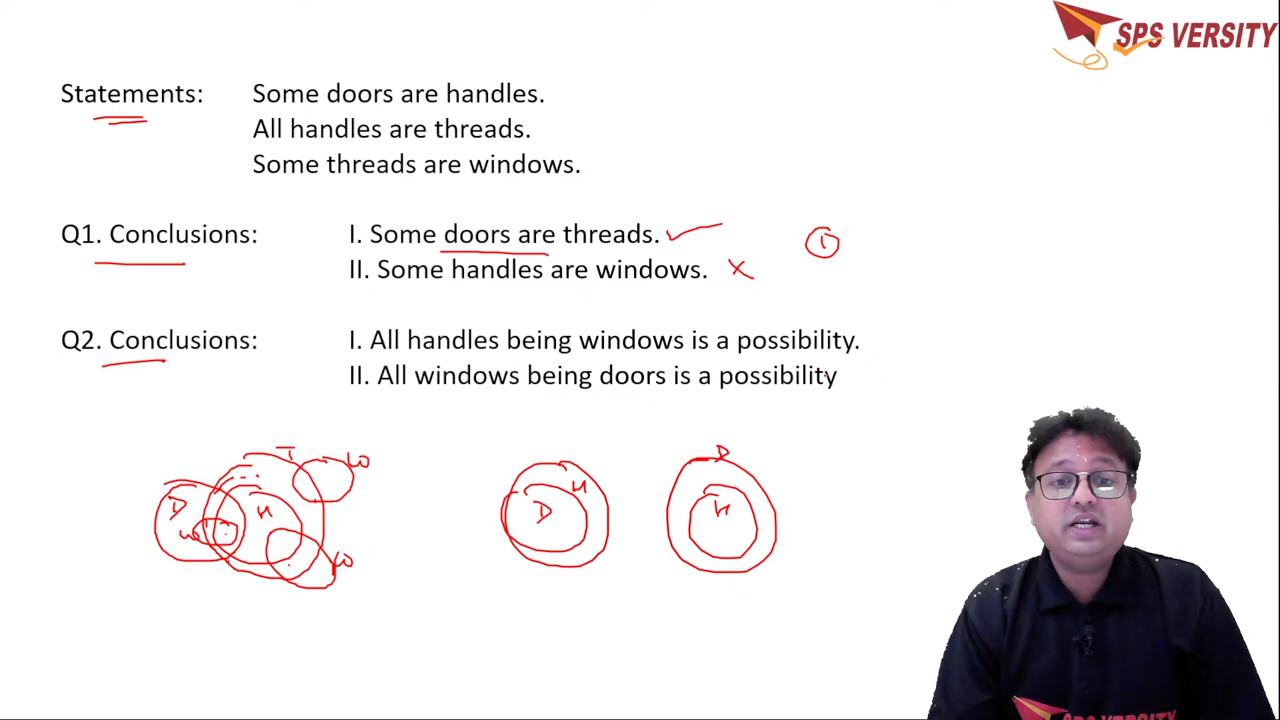 SPS VERSITY
Statements: Some doors are handles.
All handles are threads.
Some threads are windows.
Q1. Conclusions: I. Some doors are threads.
II. Some handles are windows.
1
Q2. Conclusions: I. All handles being windows is a possibility.
II. All windows being doors is a possibility
T W D
D H H
D H
W W